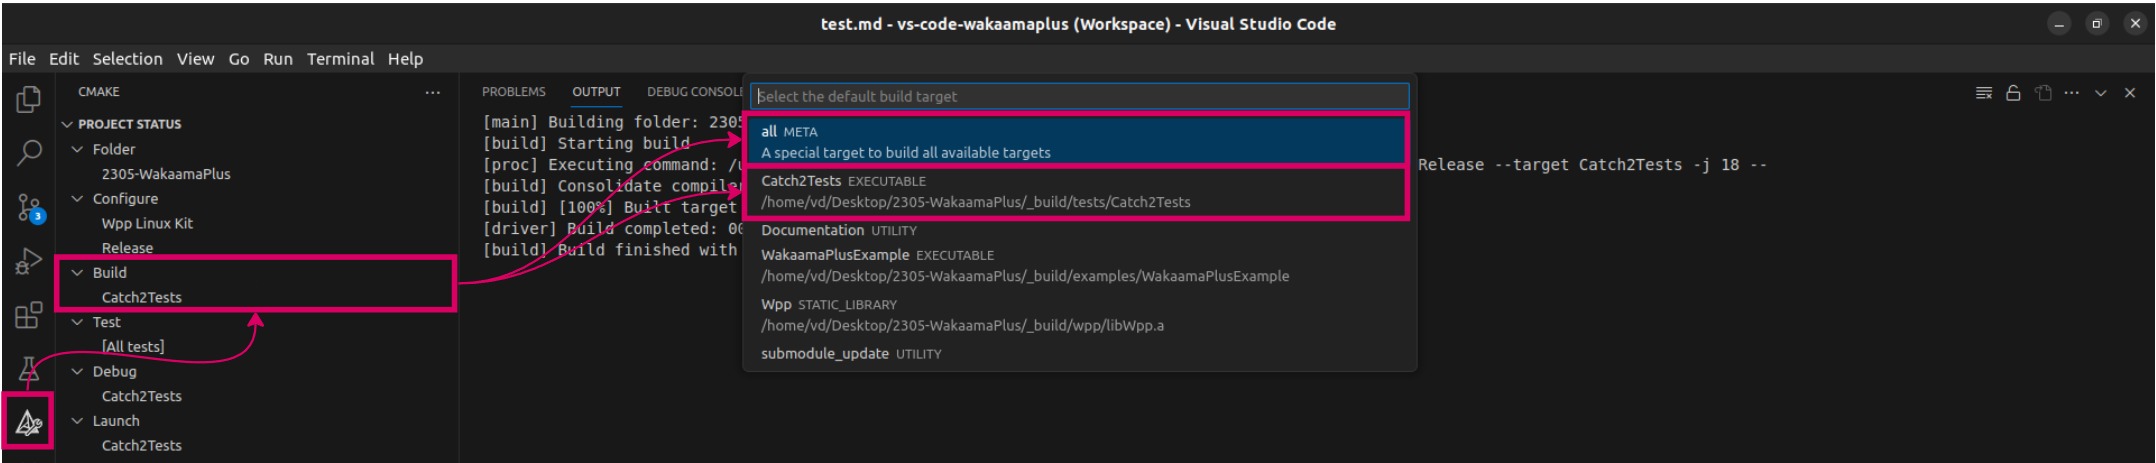 test.md - vs-code-wakaamaplus (Workspace) - Visual Studio Code
File Edit Selection View Go Run Terminal Help
CMAKE
PROJECT STATUS
Folder
2305-WakaamaPlus
Configure
Wpp Linux Kit
Release
Build
Catch2Tests
Test
[All tests]
Debug
Catch2Tests
Launch
Catch2Tests
3
PROBLEMS OUTPUT DEBUG CONSOLE
[main] Building folder: 2305
[build] Starting build
[proc] Executing command: /u Release --target Catch2Tests -j 18 --
[build] Consolidate compiler
[build] [100%] Built target
[driver] Build completed: 00
[build] Build finished with
Select the default build target
all META
A special target to build all available targets
Catch2Tests EXECUTABLE
/home/vd/Desktop/2305-WakaamaPlus/_build/tests/Catch2Tests
Documentation UTILITY
WakaamaPlusExample EXECUTABLE
/home/vd/Desktop/2305-WakaamaPlus/_build/examples/WakaamaPlusExample
Wpp STATIC_LIBRARY
/home/vd/Desktop/2305-WakaamaPlus/_build/wpp/libWpp.a
submodule_update UTILITY